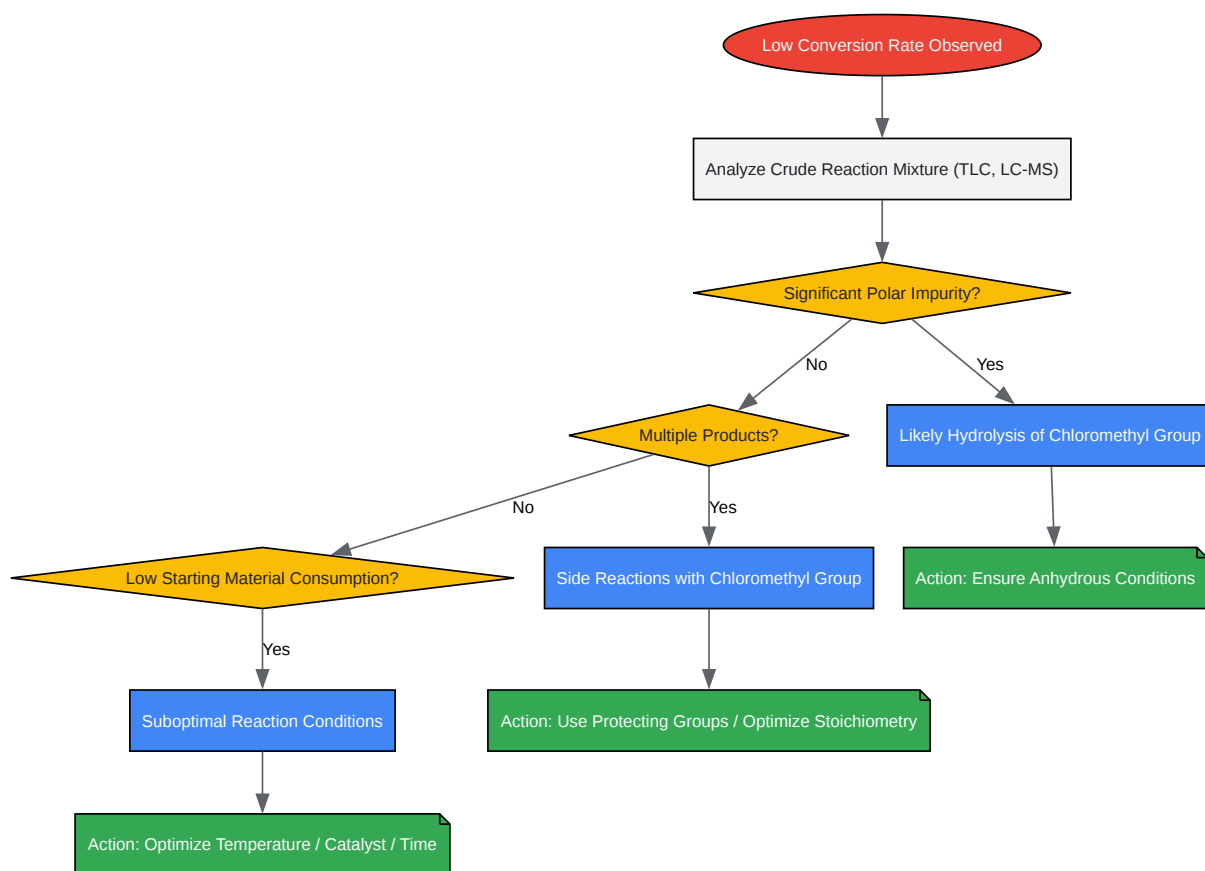 Low Conversion Rate Observed
Analyze Crude Reaction Mixture (TLC, LC-MS)
Significant Polar Impurity?
No
Yes
Multiple Products?
Likely Hydrolysis of Chloromethyl Group
No
Yes
Low Starting Material Consumption?
Side Reactions with Chloromethyl Group
Action: Ensure Anhydrous Conditions
Yes
Suboptimal Reaction Conditions
Action: Use Protecting Groups / Optimize Stoichiometry
Action: Optimize Temperature / Catalyst / Time